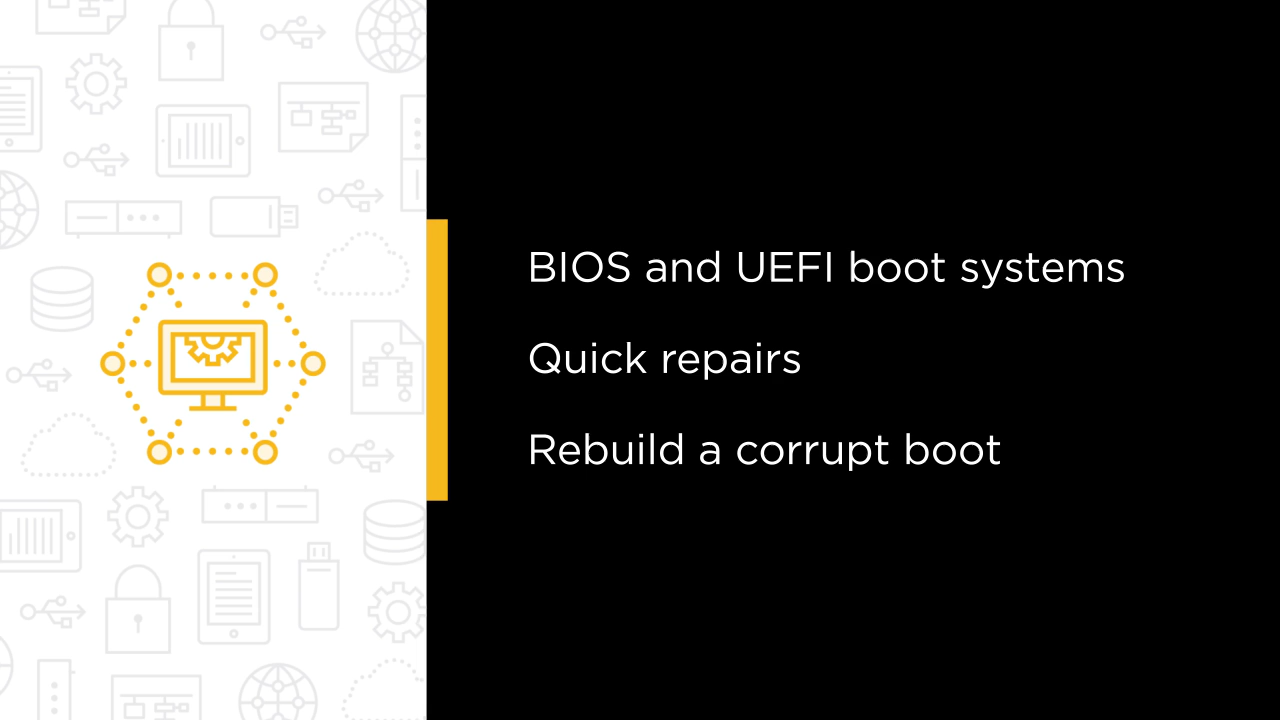 BIOS and UEFI boot systems
Quick repairs
Rebuild a corrupt boot